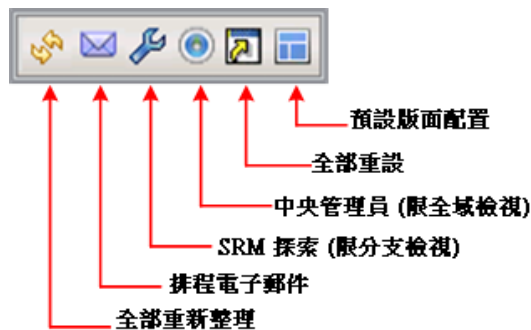 預設版面配置
全部重設
中央管理員 (限全域檢視)
SRM 探索 (限分支檢視)
排程電子郵件
全部重新整理